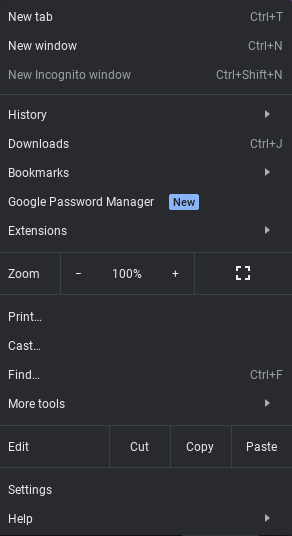 New tab Ctrl+T
New window Ctrl+N
New Incognito window Ctrl+Shift+N
History
Downloads Ctrl+J
Bookmarks
Google Password Manager New
Extensions
Zoom - 100% +
Print...
Cast...
Find... Ctrl+F
More tools
Edit Cut Copy Paste
Settings
Help